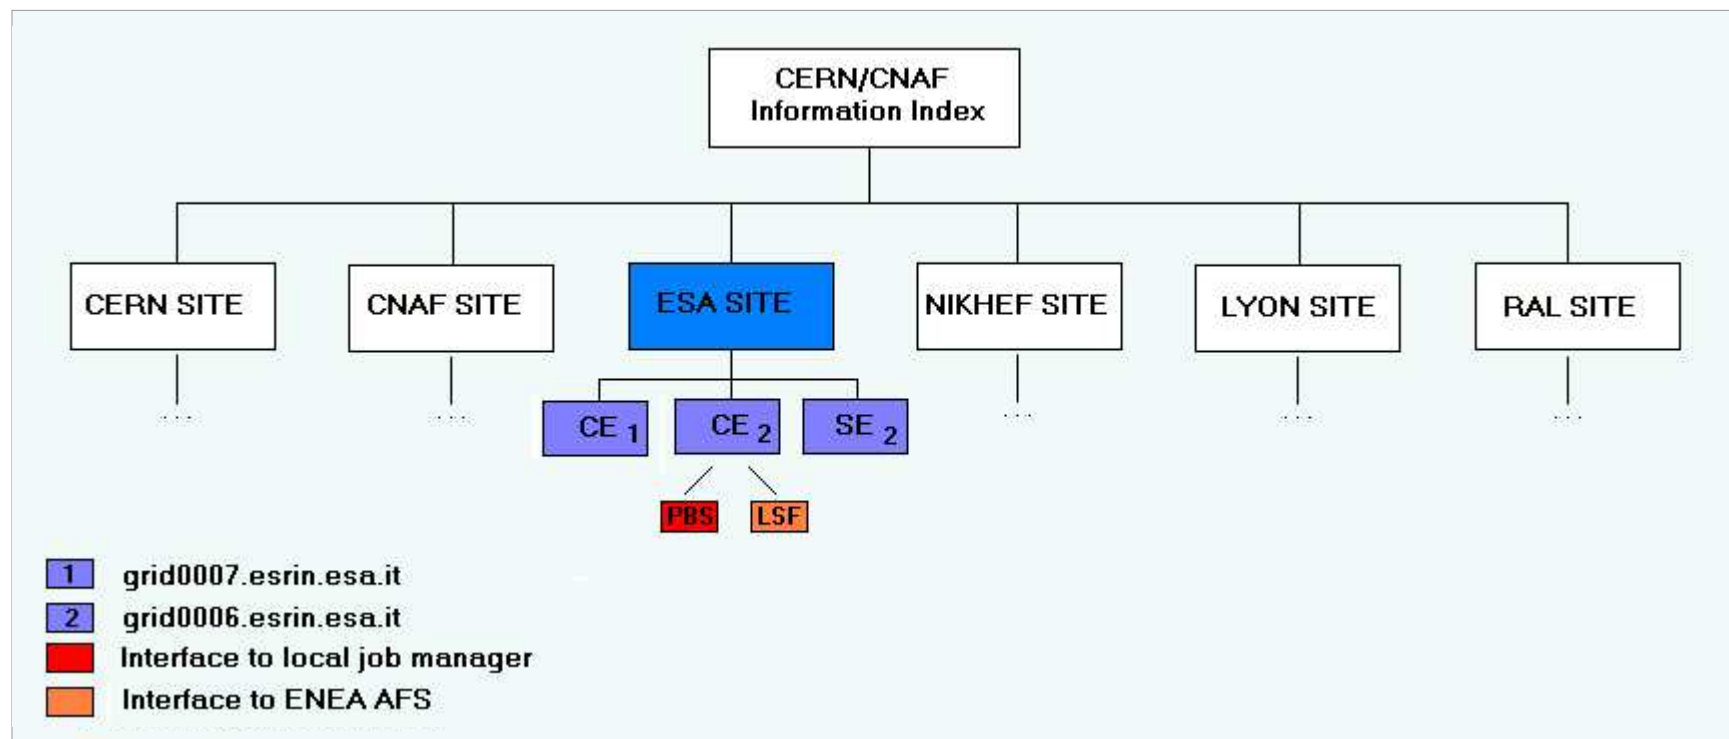 CERN/CNAF
Information Index
CERN SITE
CNAF SITE
ESA SITE
NIKHEF SITE
LYON SITE
RAL SITE
...
...
...
...
...
CE 1
CE 2
SE 2
PBS
LSF
1 grid0007.esrin.esa.it
2 grid0006.esrin.esa.it
Interface to local job manager
Interface to ENEA AFS